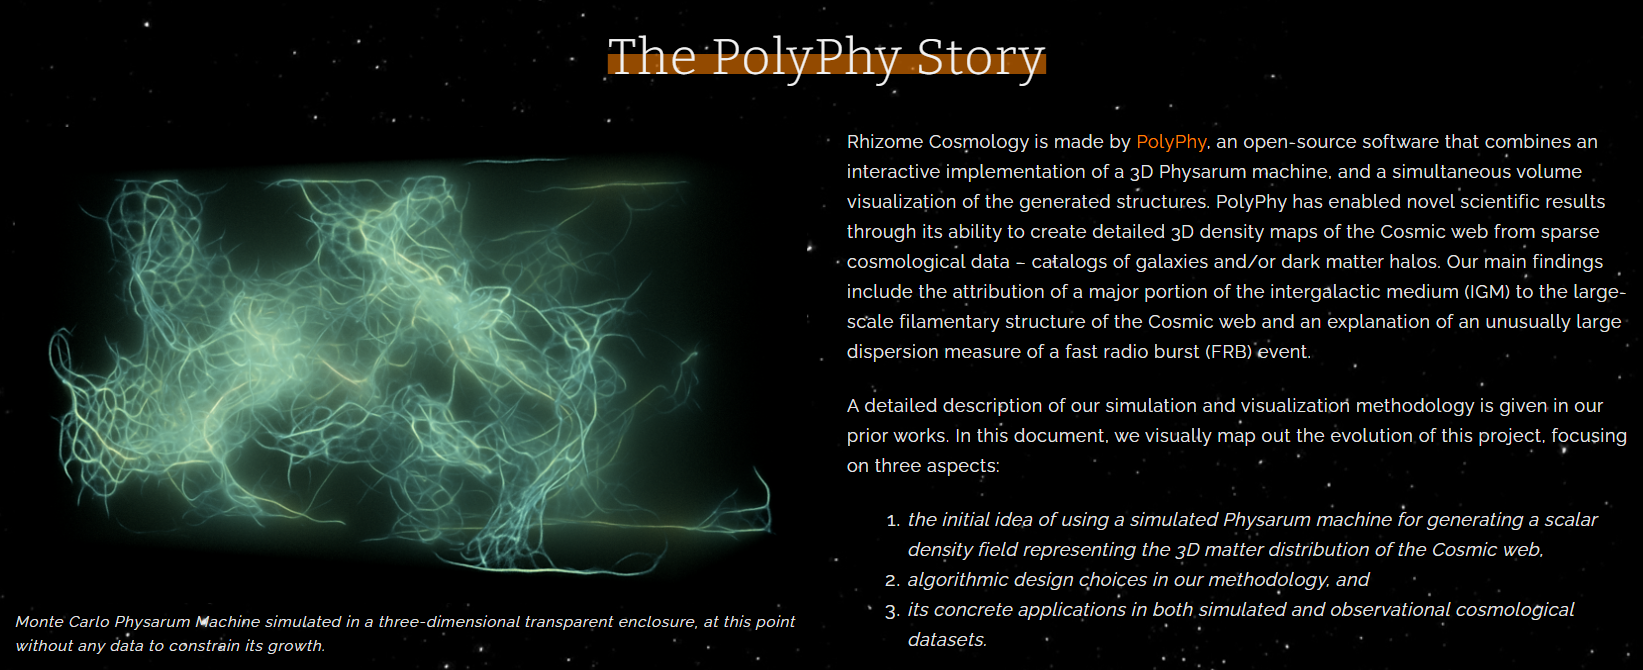 The PolyPhy Story
Rhizome Cosmology is made by PolyPhy, an open-source software that combines an
interactive implementation of a 3D Physarum machine, and a simultaneous volume
visualization of the generated structures. PolyPhy has enabled novel scientific results
through its ability to create detailed 3D density maps of the Cosmic web from sparse
cosmological data – catalogs of galaxies and/or dark matter halos. Our main findings
include the attribution of a major portion of the intergalactic medium (IGM) to the large-
scale filamentary structure of the Cosmic web and an explanation of an unusually large
dispersion measure of a fast radio burst (FRB) event.
A detailed description of our simulation and visualization methodology is given in our
prior works. In this document, we visually map out the evolution of this project, focusing
on three aspects:
1. the initial idea of using a simulated Physarum machine for generating a scalar
density field representing the 3D matter distribution of the Cosmic web,
2. algorithmic design choices in our methodology, and
3. its concrete applications in both simulated and observational cosmological
datasets.
Monte Carlo Physarum Machine simulated in a three-dimensional transparent enclosure, at this point
without any data to constrain its growth.